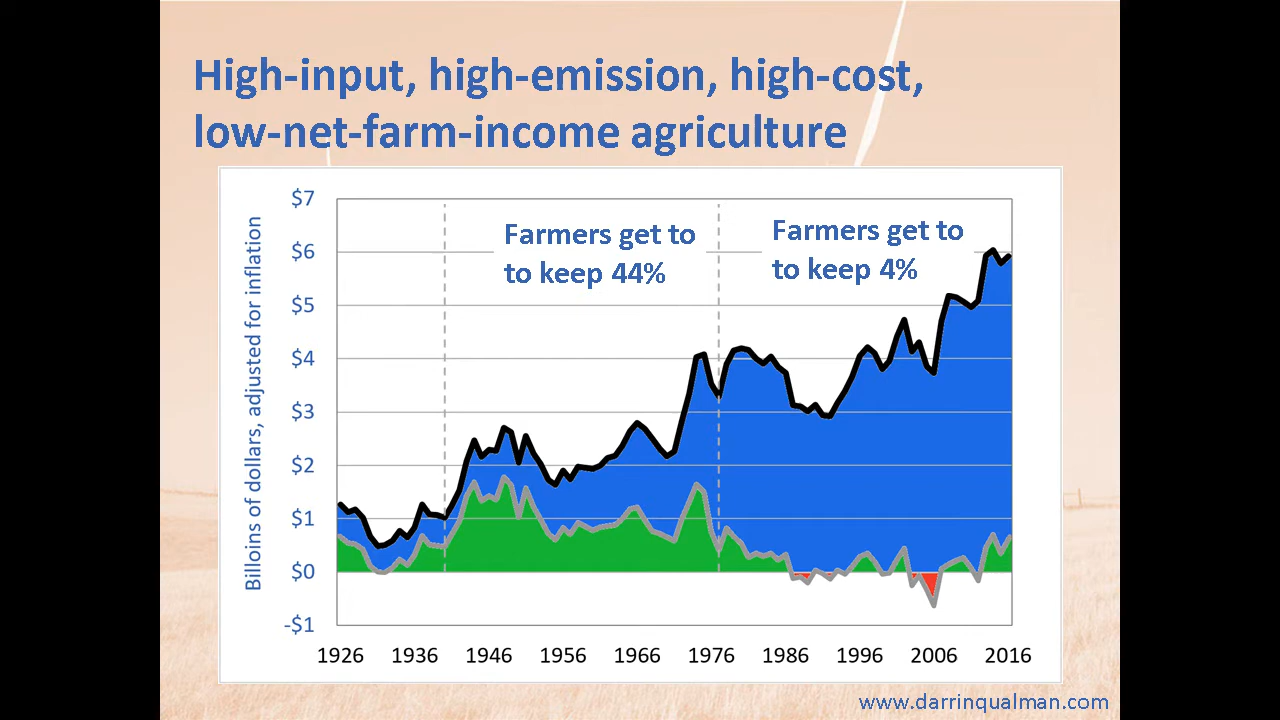 High-input, high-emission, high-cost,
low-net-farm-income agriculture
Billoins of dollars, adjusted for inflation
$7
$6
$5
$4
$3
$2
$1
$0
-$1
Farmers get to
to keep 44%
Farmers get to
to keep 4%
1926 1936 1946 1956 1966 1976 1986 1996 2006 2016
www.darrinqualman.com